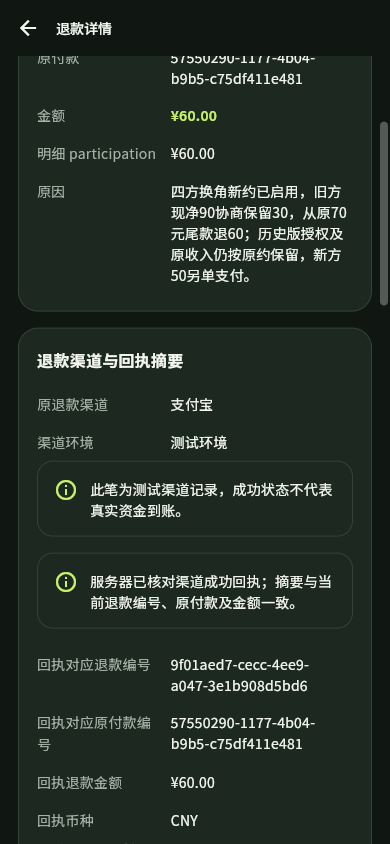 退款详情
原付款
57550290-1177-4b04-
b9b5-c75df411e481
金额
¥60.00
明细 participation
¥60.00
原因
四方换角新约已启用，旧方
现净90协商保留30，从原70
元尾款退60；历史版授权及
原收入仍按原约保留，新方
50另单支付。
退款渠道与回执摘要
原退款渠道
支付宝
渠道环境
测试环境
此笔为测试渠道记录，成功状态不代表
真实资金到账。
服务器已核对渠道成功回执；摘要与当
前退款编号、原付款及金额一致。
回执对应退款编号
9f01aed7-cecc-4ee9-
a047-3e1b908d5bd6
回执对应原付款编
号
57550290-1177-4b04-
b9b5-c75df411e481
回执退款金额
¥60.00
回执币种
CNY